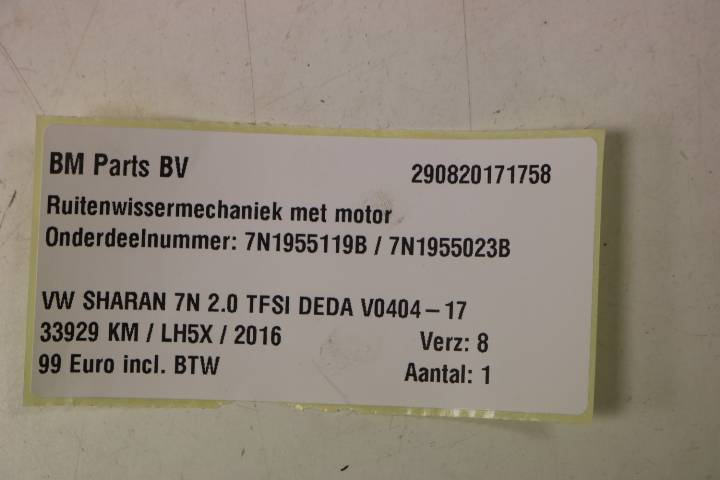 BM Parts BV 290820171758
Ruitenwissermechaniek met motor
Onderdeelnummer: 7N1955119B / 7N1955023B
VW SHARAN 7N 2.0 TFSI DEDA V0404-17
33929 KM / LH5X / 2016 Verz: 8
99 Euro incl. BTW Aantal: 1